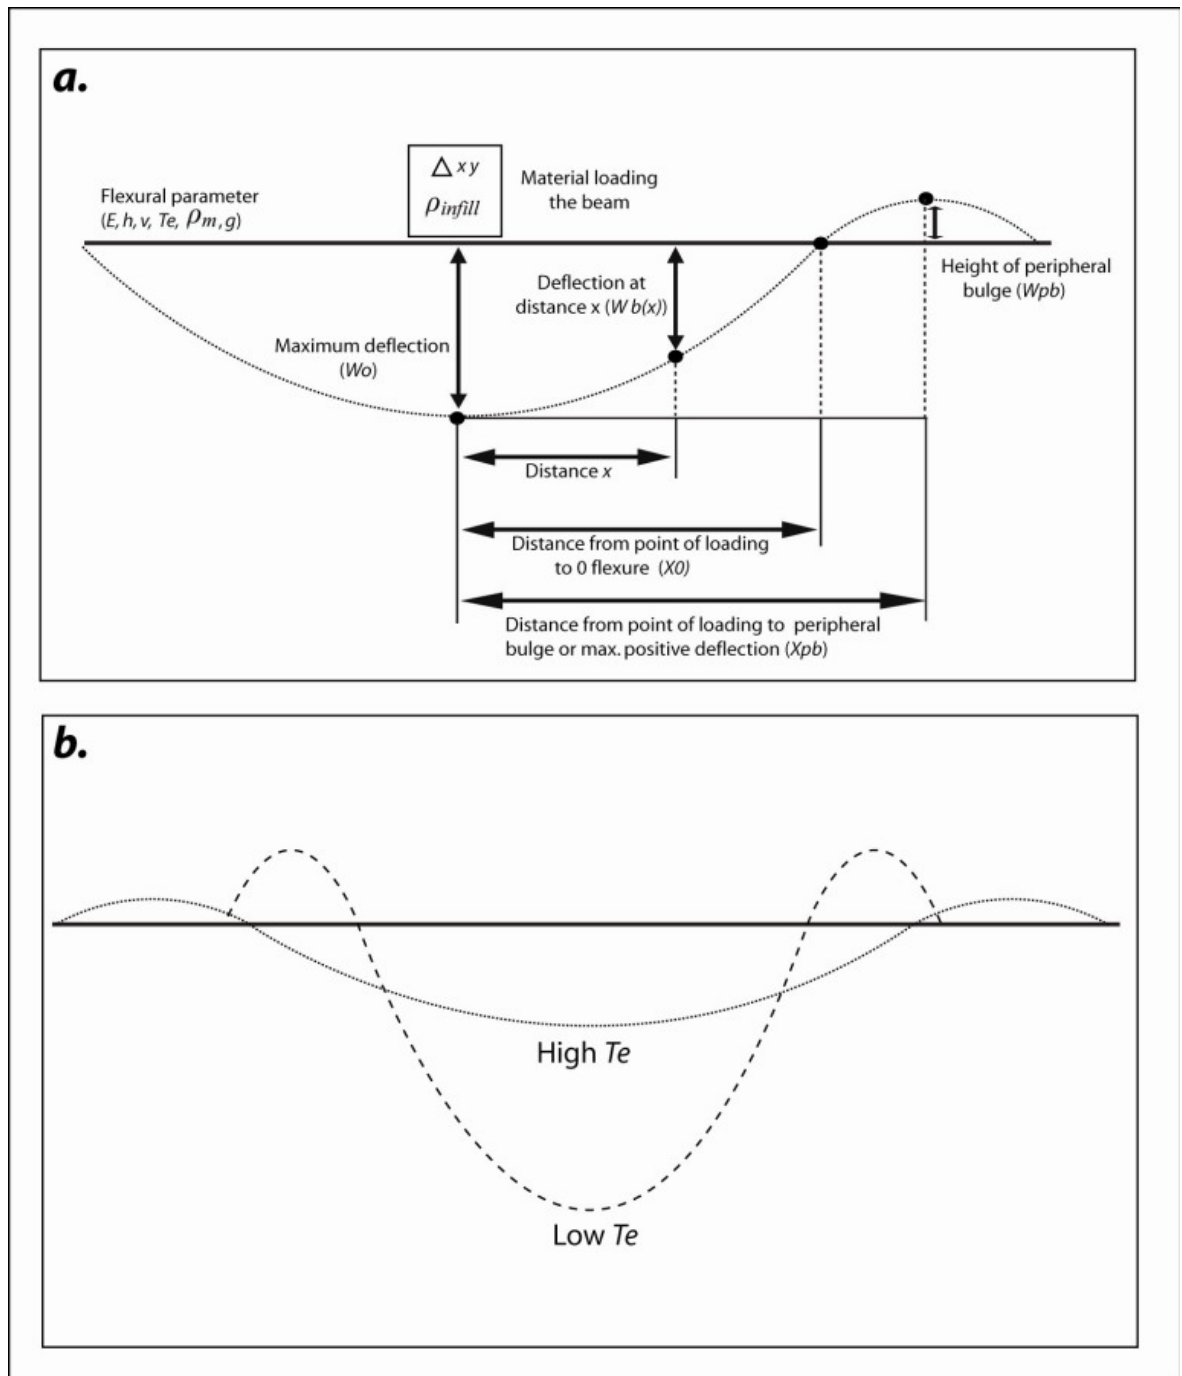 a.
Δ x y
ρinfill
Material loading
the beam
Flexural parameter
(E, h, v, Te, ρm, g)
Deflection at
distance x (W b(x))
Height of peripheral
bulge (Wpb)
Maximum deflection
(Wo)
Distance x
Distance from point of loading
to 0 flexure (X0)
Distance from point of loading to peripheral
bulge or max. positive deflection (Xpb)
b.
High Te
Low Te